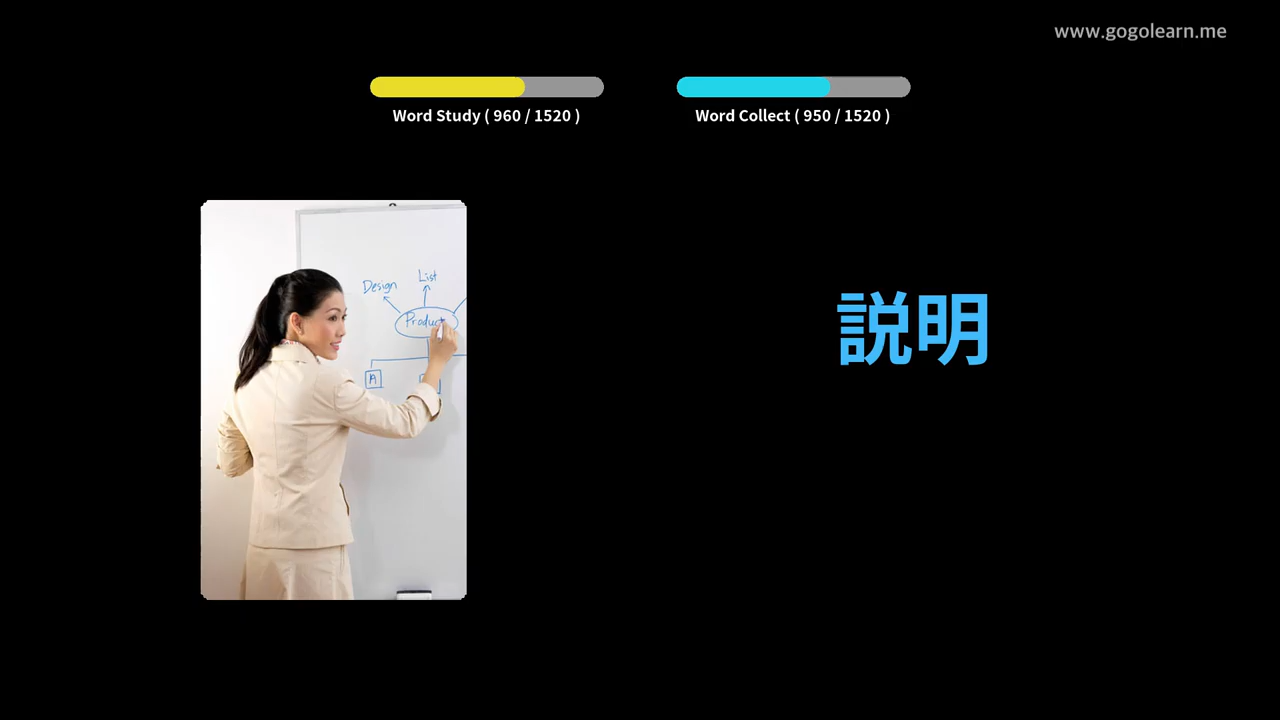 www.gogolearn.me
Word Study ( 960 / 1520 )
Word Collect ( 950 / 1520 )
List
Design
Product
A
説明